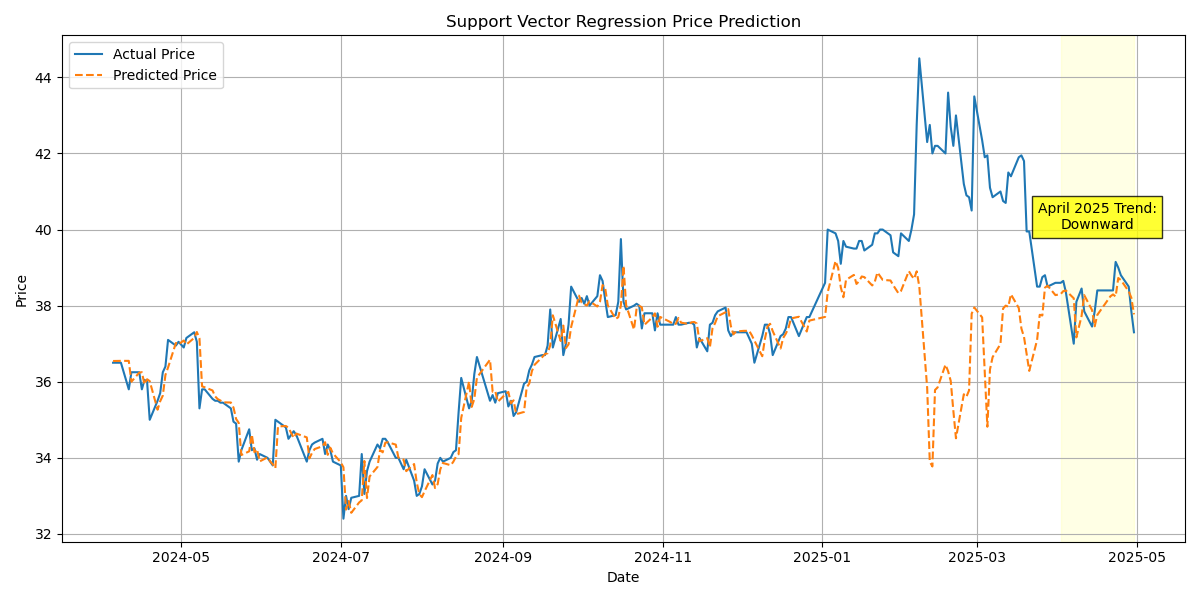 Support Vector Regression Price Prediction
Actual Price
Predicted Price
44
42
40
38
36
34
32
Price
April 2025 Trend:
Downward
2024-05
2024-07
2024-09
2024-11
2025-01
2025-03
2025-05
Date